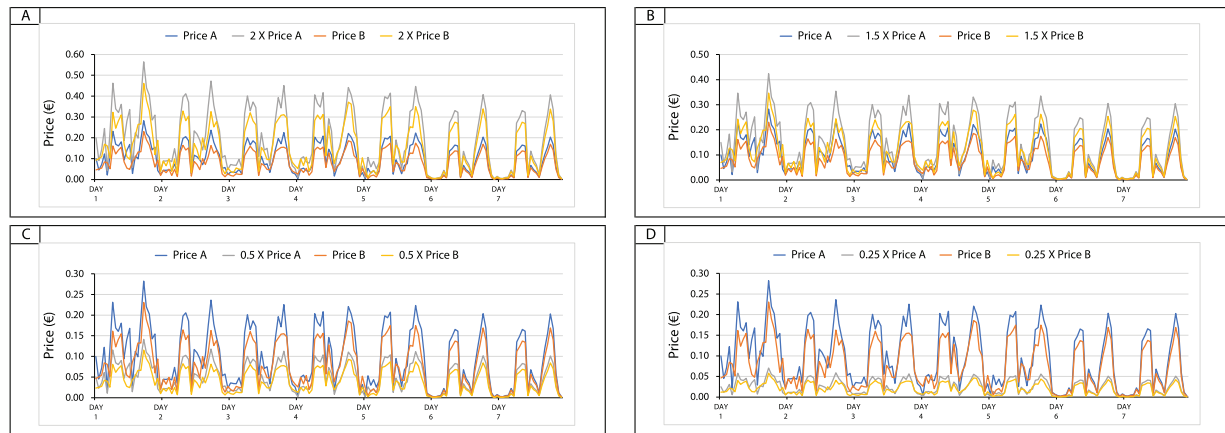 A
Price A 2 X Price A Price B 2 X Price B
Price (€)
0.60
0.50
0.40
0.30
0.20
0.10
0.00
DAY DAY DAY DAY DAY DAY DAY
1 2 3 4 5 6 7
B
Price A 1.5 X Price A Price B 1.5 X Price B
Price (€)
0.50
0.40
0.30
0.20
0.10
0.00
DAY DAY DAY DAY DAY DAY DAY
1 2 3 4 5 6 7
C
Price A 0.5 X Price A Price B 0.5 X Price B
Price (€)
0.30
0.25
0.20
0.15
0.10
0.05
0.00
DAY DAY DAY DAY DAY DAY DAY
1 2 3 4 5 6 7
D
Price A 0.25 X Price A Price B 0.25 X Price B
Price (€)
0.30
0.25
0.20
0.15
0.10
0.05
0.00
DAY DAY DAY DAY DAY DAY DAY
1 2 3 4 5 6 7